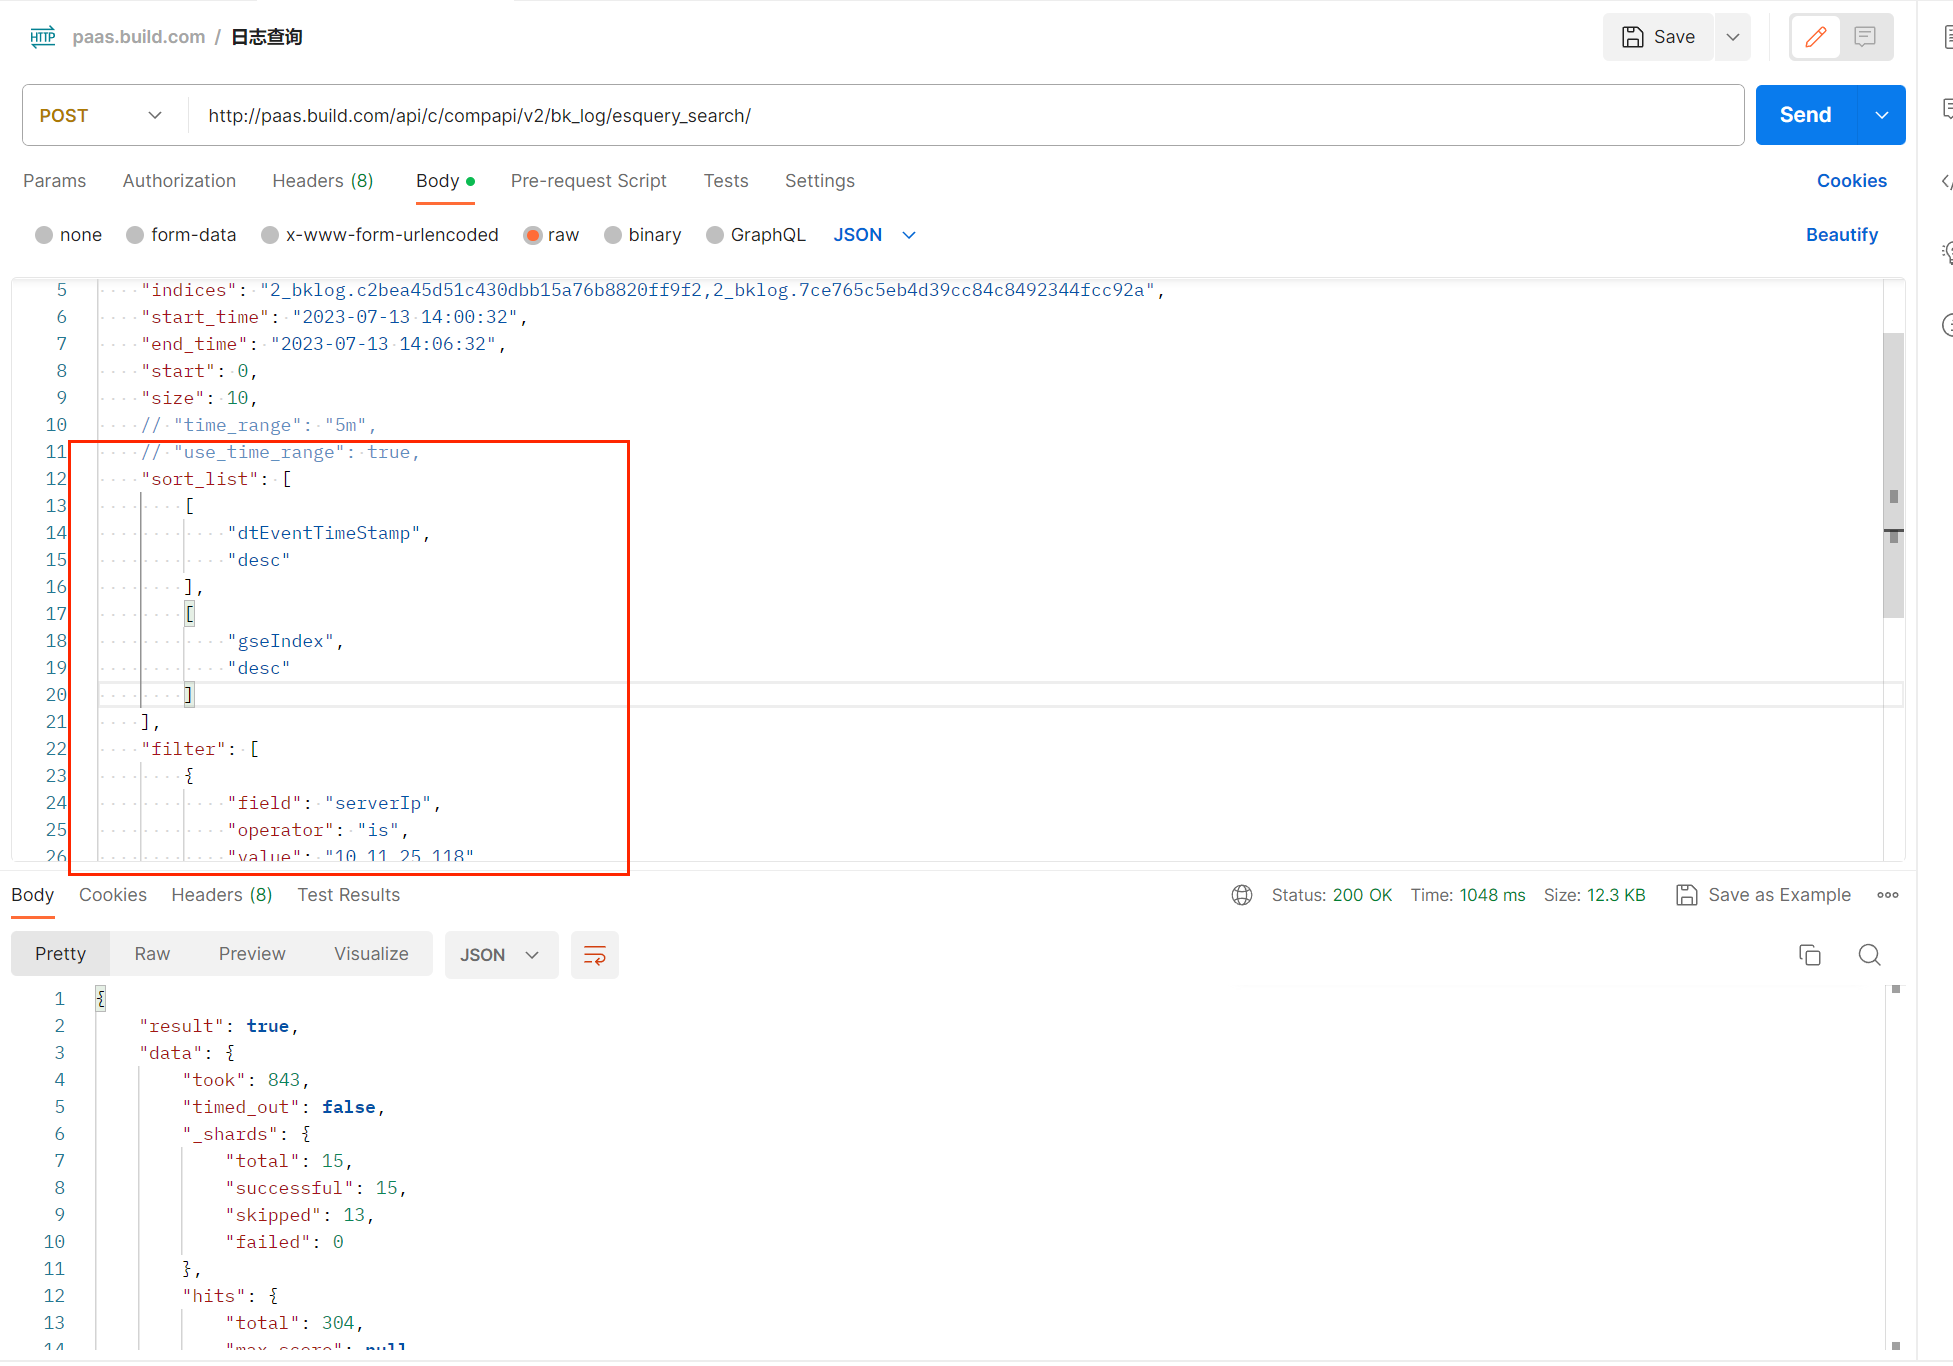 HTTP paas.build.com / 日志查询 Save
POST http://paas.build.com/api/c/compapi/v2/bk_log/esquery_search/ Send
Params Authorization Headers (8) Body Pre-request Script Tests Settings Cookies
none form-data x-www-form-urlencoded raw binary GraphQL JSON Beautify
5 "indices": "2_bklog.c2bea45d51c430dbb15a76b8820ff9f2,2_bklog.7ce765c5eb4d39cc84c8492344fcc92a",
6 "start_time": "2023-07-13 14:00:32",
7 "end_time": "2023-07-13 14:06:32",
8 "start": 0,
9 "size": 10,
10 // "time_range": "5m",
11 // "use_time_range": true,
12 "sort_list": [
13 [
14 "dtEventTimeStamp",
15 "desc"
16 ],
17 [
18 "gseIndex",
19 "desc"
20 ]
21 ],
22 "filter": [
23 {
24 "field": "serverIp",
25 "operator": "is",
26 "value": "10.11.25.118"
Body Cookies Headers (8) Test Results Status: 200 OK Time: 1048 ms Size: 12.3 KB Save as Example
Pretty Raw Preview Visualize JSON
1 {
2 "result": true,
3 "data": {
4 "took": 843,
5 "timed_out": false,
6 "_shards": {
7 "total": 15,
8 "successful": 15,
9 "skipped": 13,
10 "failed": 0
11 },
12 "hits": {
13 "total": 304,
14 "max_score": null